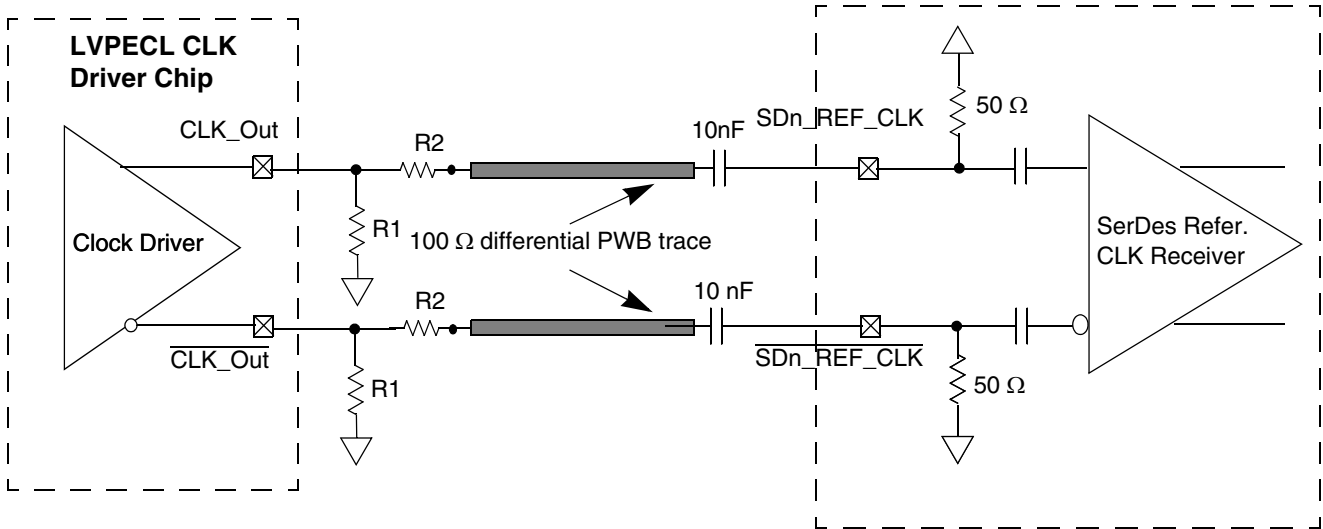 LVPECL CLK
Driver Chip
CLK_Out
R2
10nF
SDn_REF_CLK
50 Ω
Clock Driver
R1
100 Ω differential PWB trace
SerDes Refer.
CLK Receiver
R2
10 nF
CLK_Out
SDn_REF_CLK
R1
50 Ω